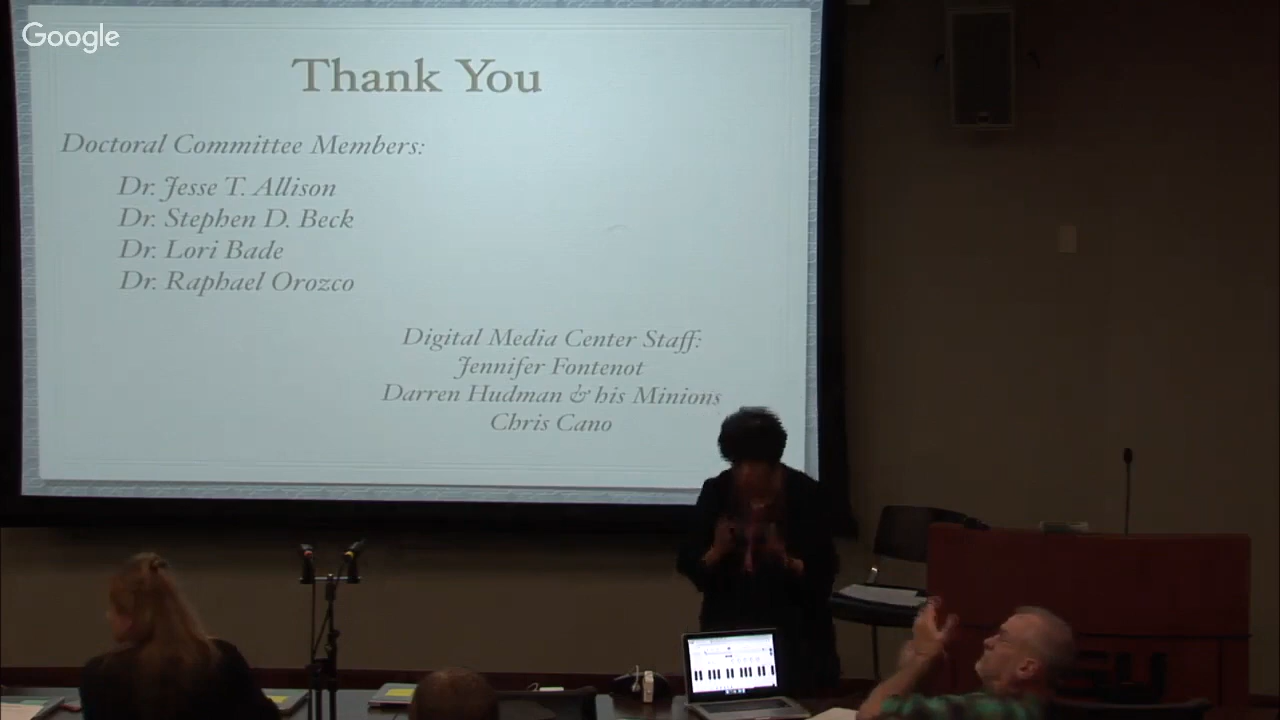 Google
Thank You
Doctoral Committee Members:
Dr. Jesse T. Allison
Dr. Stephen D. Beck
Dr. Lori Bade
Dr. Raphael Orozco
Digital Media Center Staff:
Jennifer Fontenot
Darren Hudman & his Minions
Chris Cano